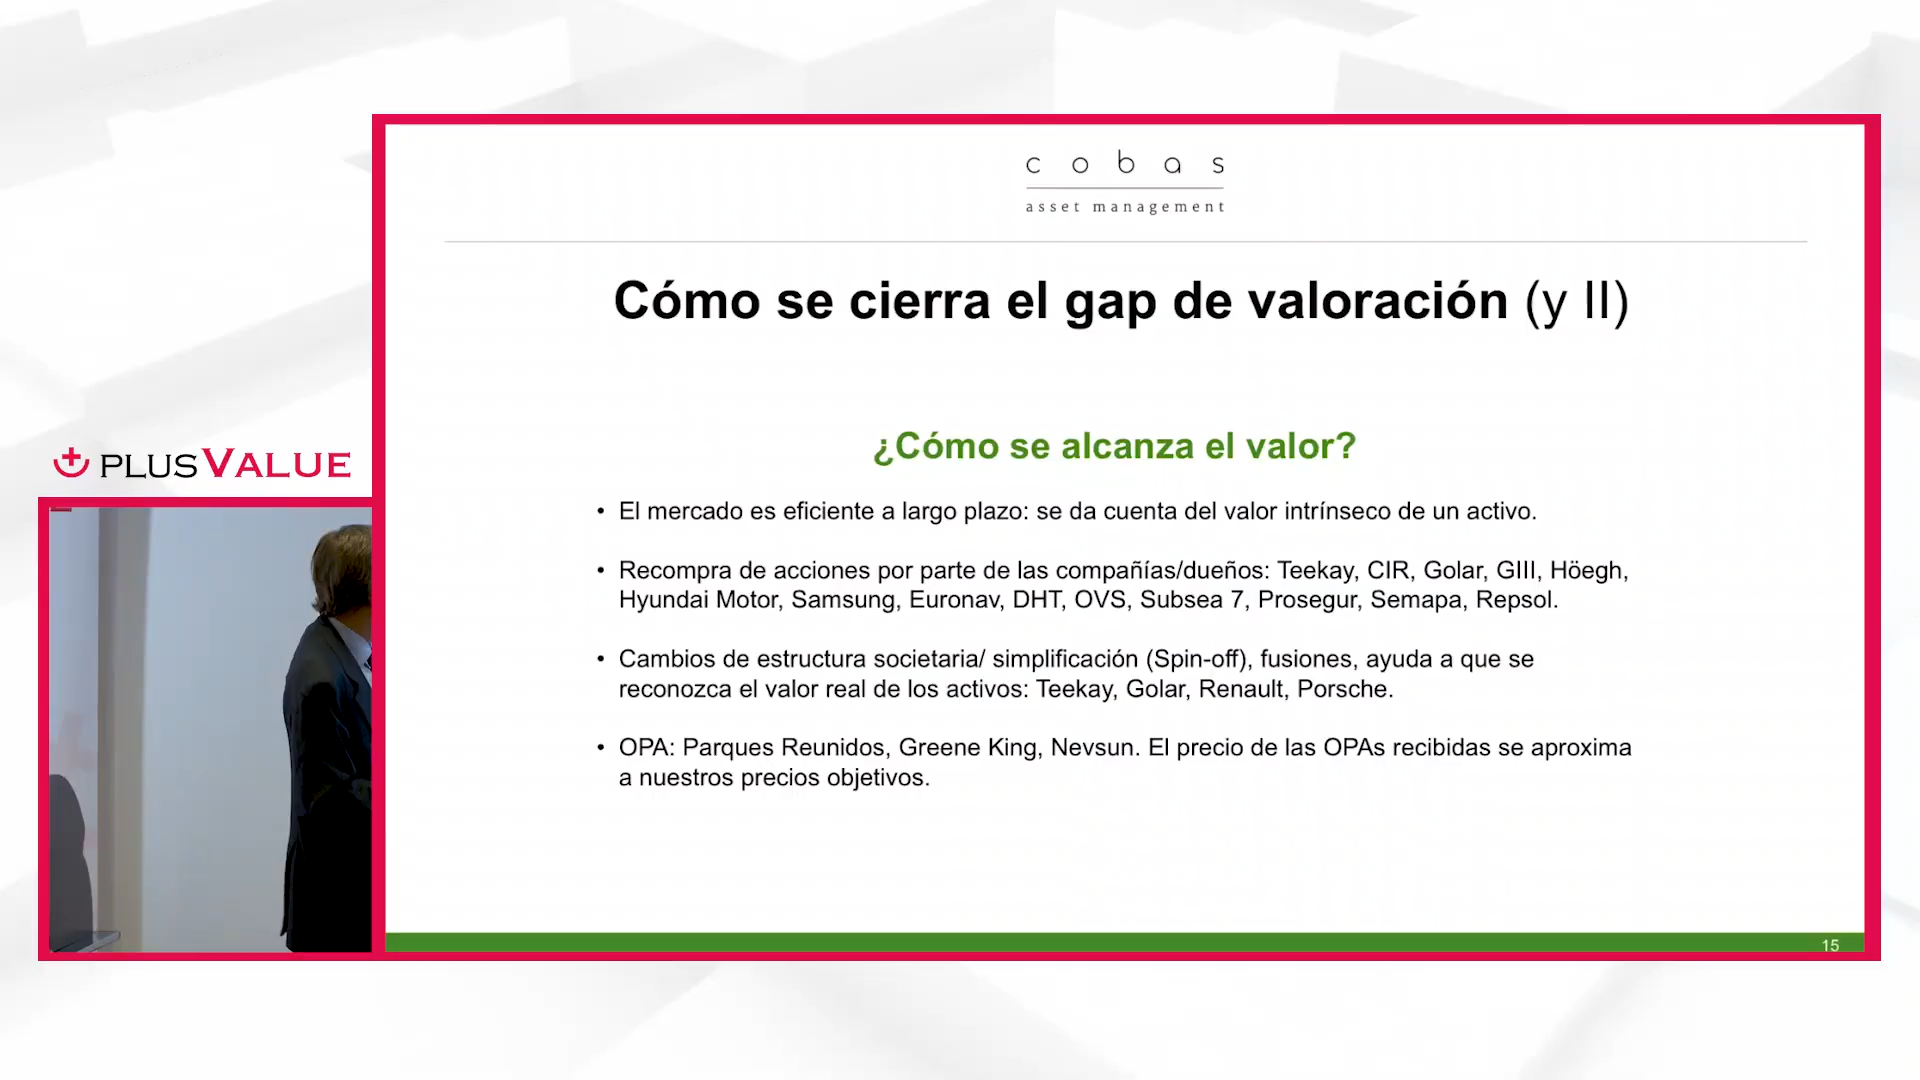 cobas
asset management
Cómo se cierra el gap de valoración (y II)
¿Cómo se alcanza el valor?
PLUSVALUE
• El mercado es eficiente a largo plazo: se da cuenta del valor intrínseco de un activo.
• Recompra de acciones por parte de las compañías/dueños: Teekay, CIR, Golar, GIII, Höegh,
Hyundai Motor, Samsung, Euronav, DHT, OVS, Subsea 7, Prosegur, Semapa, Repsol.
• Cambios de estructura societaria/ simplificación (Spin-off), fusiones, ayuda a que se
reconozca el valor real de los activos: Teekay, Golar, Renault, Porsche.
• OPA: Parques Reunidos, Greene King, Nevsun. El precio de las OPAs recibidas se aproxima
a nuestros precios objetivos.
15